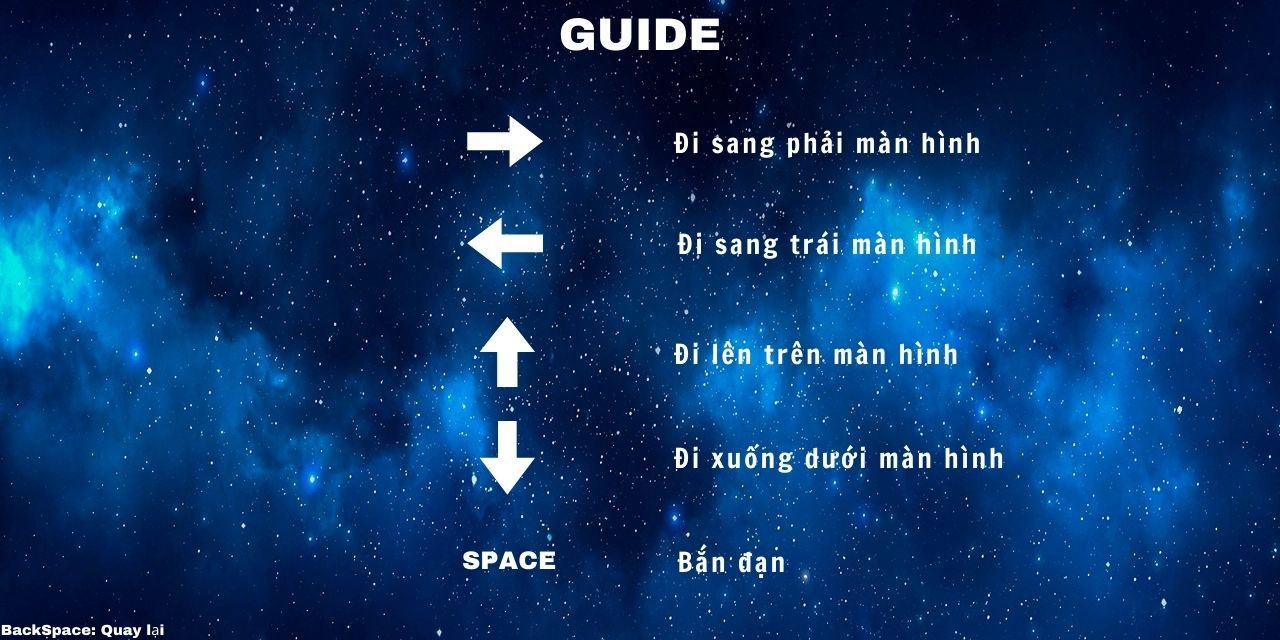 GUIDE
Đi sang phải màn hình
Đi sang trái màn hình
Đi lên trên màn hình
Đi xuống dưới màn hình
SPACE Bắn đạn
BackSpace: Quay lại